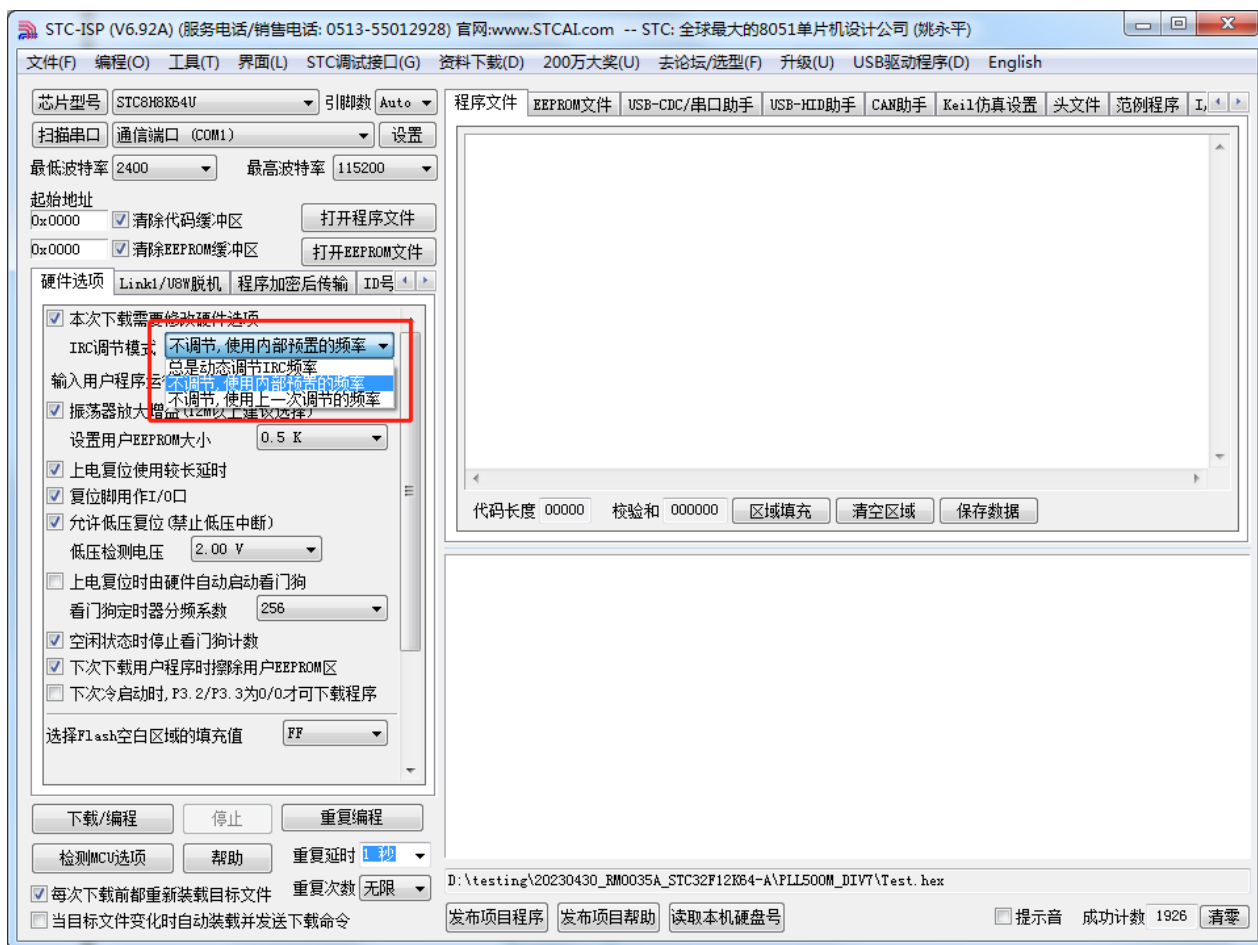 STC-ISP (V6.92A) (服务电话/销售电话: 0513-55012928) 官网:www.STCAI.com -- STC: 全球最大的8051单片机设计公司 (姚永平)
文件(F) 编程(O) 工具(T) 界面(L) STC调试接口(G) 资料下载(D) 200万大奖(U) 去论坛/选型(F) 升级(U) USB驱动程序(D) English
芯片型号 STC8H8K64U 引脚数 Auto
扫描串口 通信端口 (COM1) 设置
最低波特率 2400 最高波特率 115200
起始地址
0x0000 清除代码缓冲区 打开程序文件
0x0000 清除EEPROM缓冲区 打开EEPROM文件
硬件选项 Link1/U8W脱机 程序加密后传输 ID号
本次下载需要修改硬件选项
IRC调节模式 不调节,使用内部预置的频率
总是动态调节IRC频率
输入用户程序运 不调节,使用内部预置的频率
不调节,使用上一次调节的频率
振荡器放大增益(12M以上建议选择)
设置用户EEPROM大小 0.5 K
上电复位使用较长延时
复位脚用作I/O口
允许低压复位(禁止低压中断)
低压检测电压 2.00 V
上电复位时由硬件自动启动看门狗
看门狗定时器分频系数 256
空闲状态时停止看门狗计数
下次下载用户程序时擦除用户EEPROM区
下次冷启动时,P3.2/P3.3为0/0才可下载程序
选择Flash空白区域的填充值 FF
下载/编程 停止 重复编程
检测MCU选项 帮助 重复延时 1 秒
每次下载前都重新装载目标文件 重复次数 无限
当目标文件变化时自动装载并发送下载命令
程序文件 EEPROM文件 USB-CDC/串口助手 USB-HID助手 CAN助手 Keil仿真设置 头文件 范例程序 I
代码长度 00000 校验和 000000 区域填充 清空区域 保存数据
D:\testing\20230430_RM0035A_STC32F12K64-A\PLL500M_DIV7\Test.hex
发布项目程序 发布项目帮助 读取本机硬盘号 提示音 成功计数 1926 清零